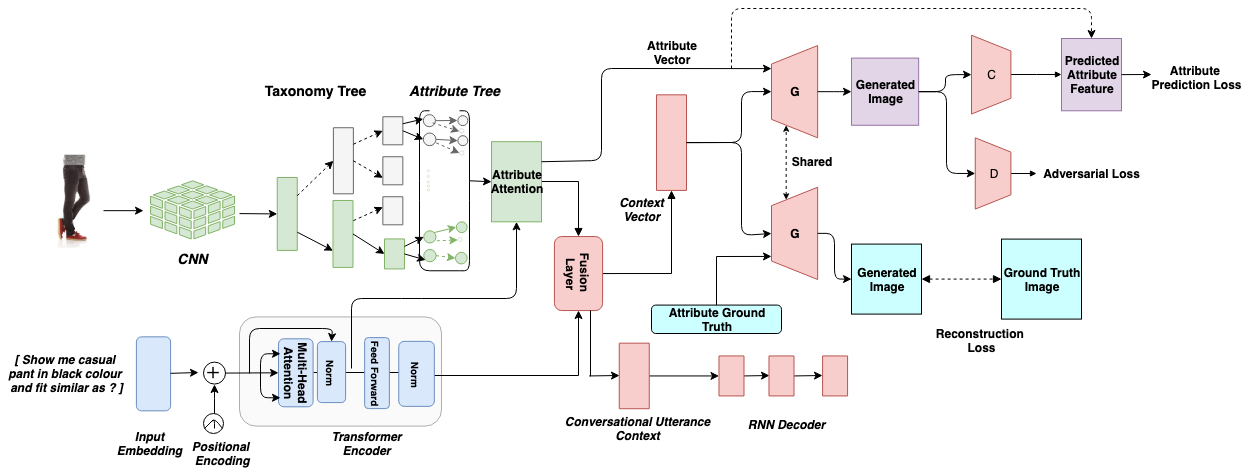 Taxonomy Tree
Attribute Tree
Attribute
Vector
G
Generated
Image
C
Predicted
Attribute
Feature
Attribute
Prediction Loss
CNN
Attribute
Attention
Context
Vector
Shared
D
Adversarial Loss
Fusion
Layer
G
Generated
Image
Ground Truth
Image
Reconstruction
Loss
Attribute Ground
Truth
[ Show me casual
pant in black colour
and fit similar as ? ]
Input
Embedding
+
Positional
Encoding
Multi-Head
Attention
Norm
Feed Forward
Norm
Transformer
Encoder
Conversational Utterance
Context
RNN Decoder